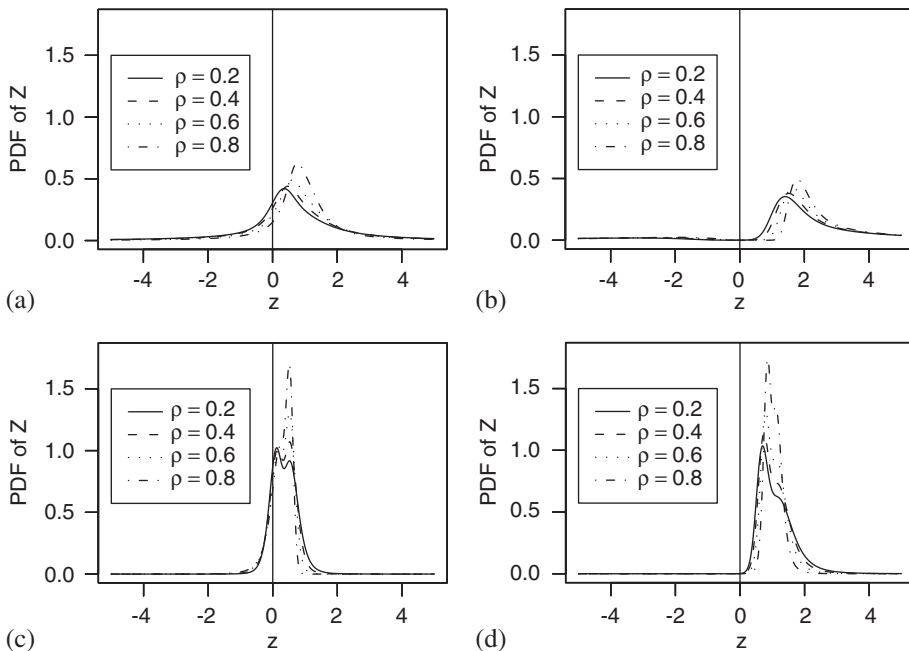 PDF of Z
1.5
1.0
0.5
0.0
ρ = 0.2
ρ = 0.4
ρ = 0.6
ρ = 0.8
-4 -2 0 2 4
z
(a)
PDF of Z
1.5
1.0
0.5
0.0
ρ = 0.2
ρ = 0.4
ρ = 0.6
ρ = 0.8
-4 -2 0 2 4
z
(b)
PDF of Z
1.5
1.0
0.5
0.0
ρ = 0.2
ρ = 0.4
ρ = 0.6
ρ = 0.8
-4 -2 0 2 4
z
(c)
PDF of Z
1.5
1.0
0.5
0.0
ρ = 0.2
ρ = 0.4
ρ = 0.6
ρ = 0.8
-4 -2 0 2 4
z
(d)